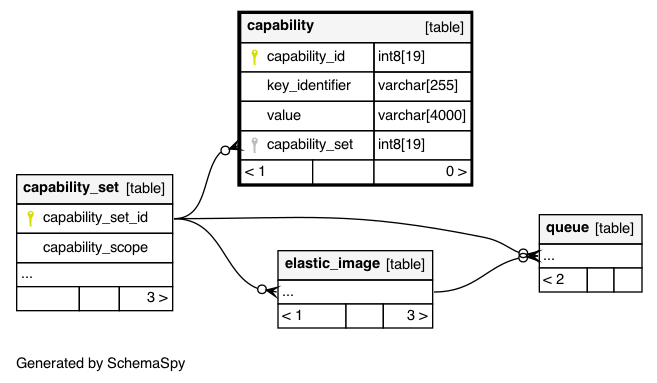 capability [table]
capability_id int8[19]
key_identifier varchar[255]
value varchar[4000]
capability_set int8[19]
< 1 0 >
capability_set [table]
capability_set_id
capability_scope
...
3 >
elastic_image [table]
...
< 1 3 >
queue [table]
...
< 2
Generated by SchemaSpy